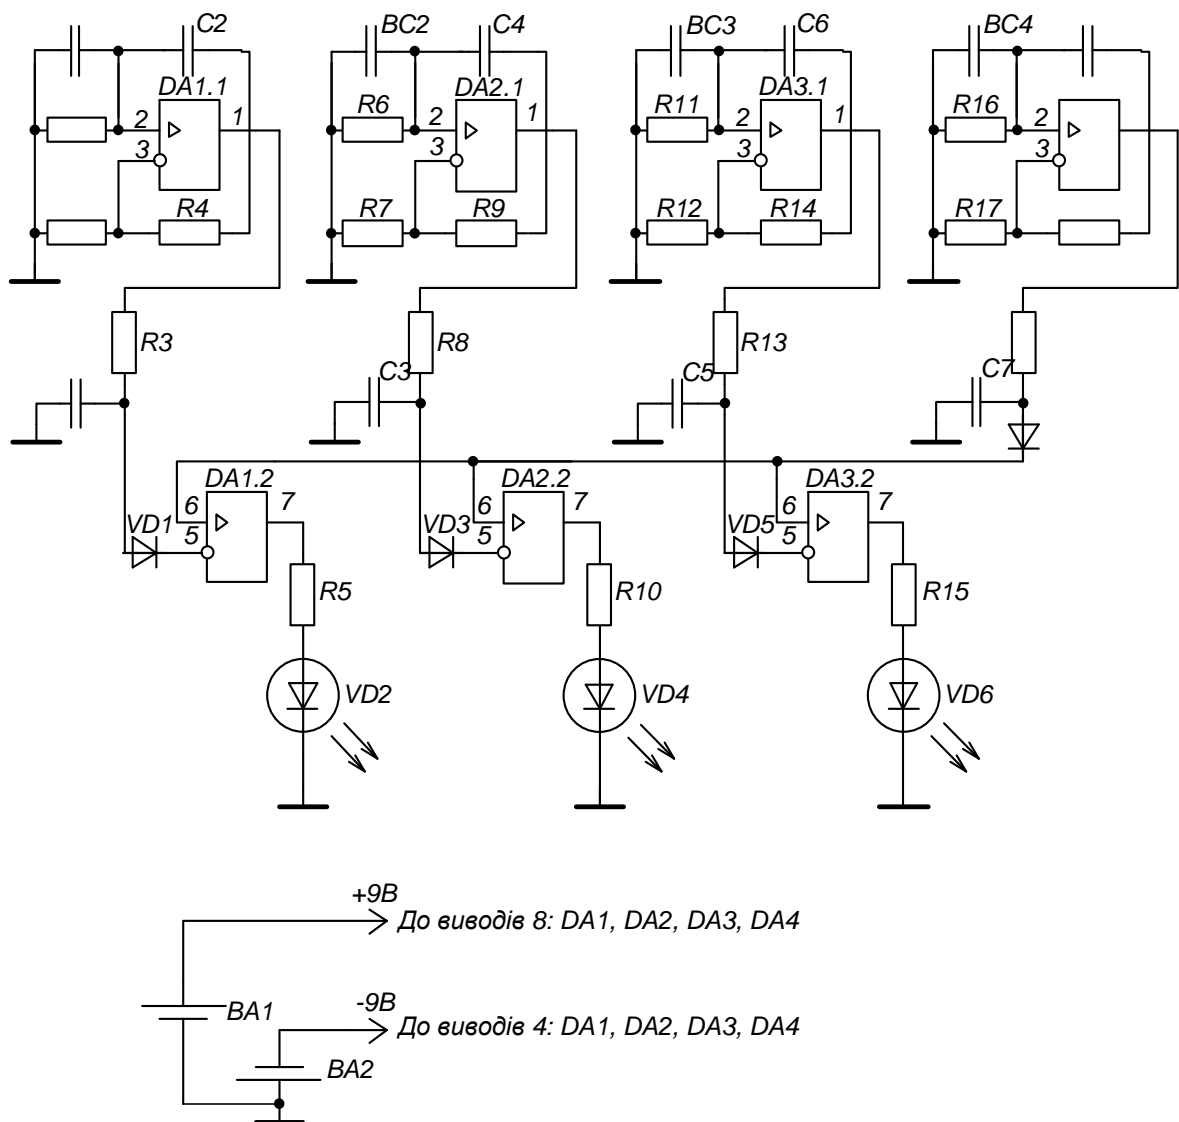 C2 BC2 C4 BC3 C6 BC4
DA1.1 DA2.1 DA3.1
R6 R11 R16
2 1 2 1 2 1 2
3 3 3 3
R4 R7 R9 R12 R14 R17
R3 R8 R13
C3 C5 C7
DA1.2 DA2.2 DA3.2
6 7 6 7 6 7
VD1 5 VD3 5 VD5 5
R5 R10 R15
VD2 VD4 VD6
+9В
До виводів 8: DA1, DA2, DA3, DA4
-9В
BA1
До виводів 4: DA1, DA2, DA3, DA4
BA2